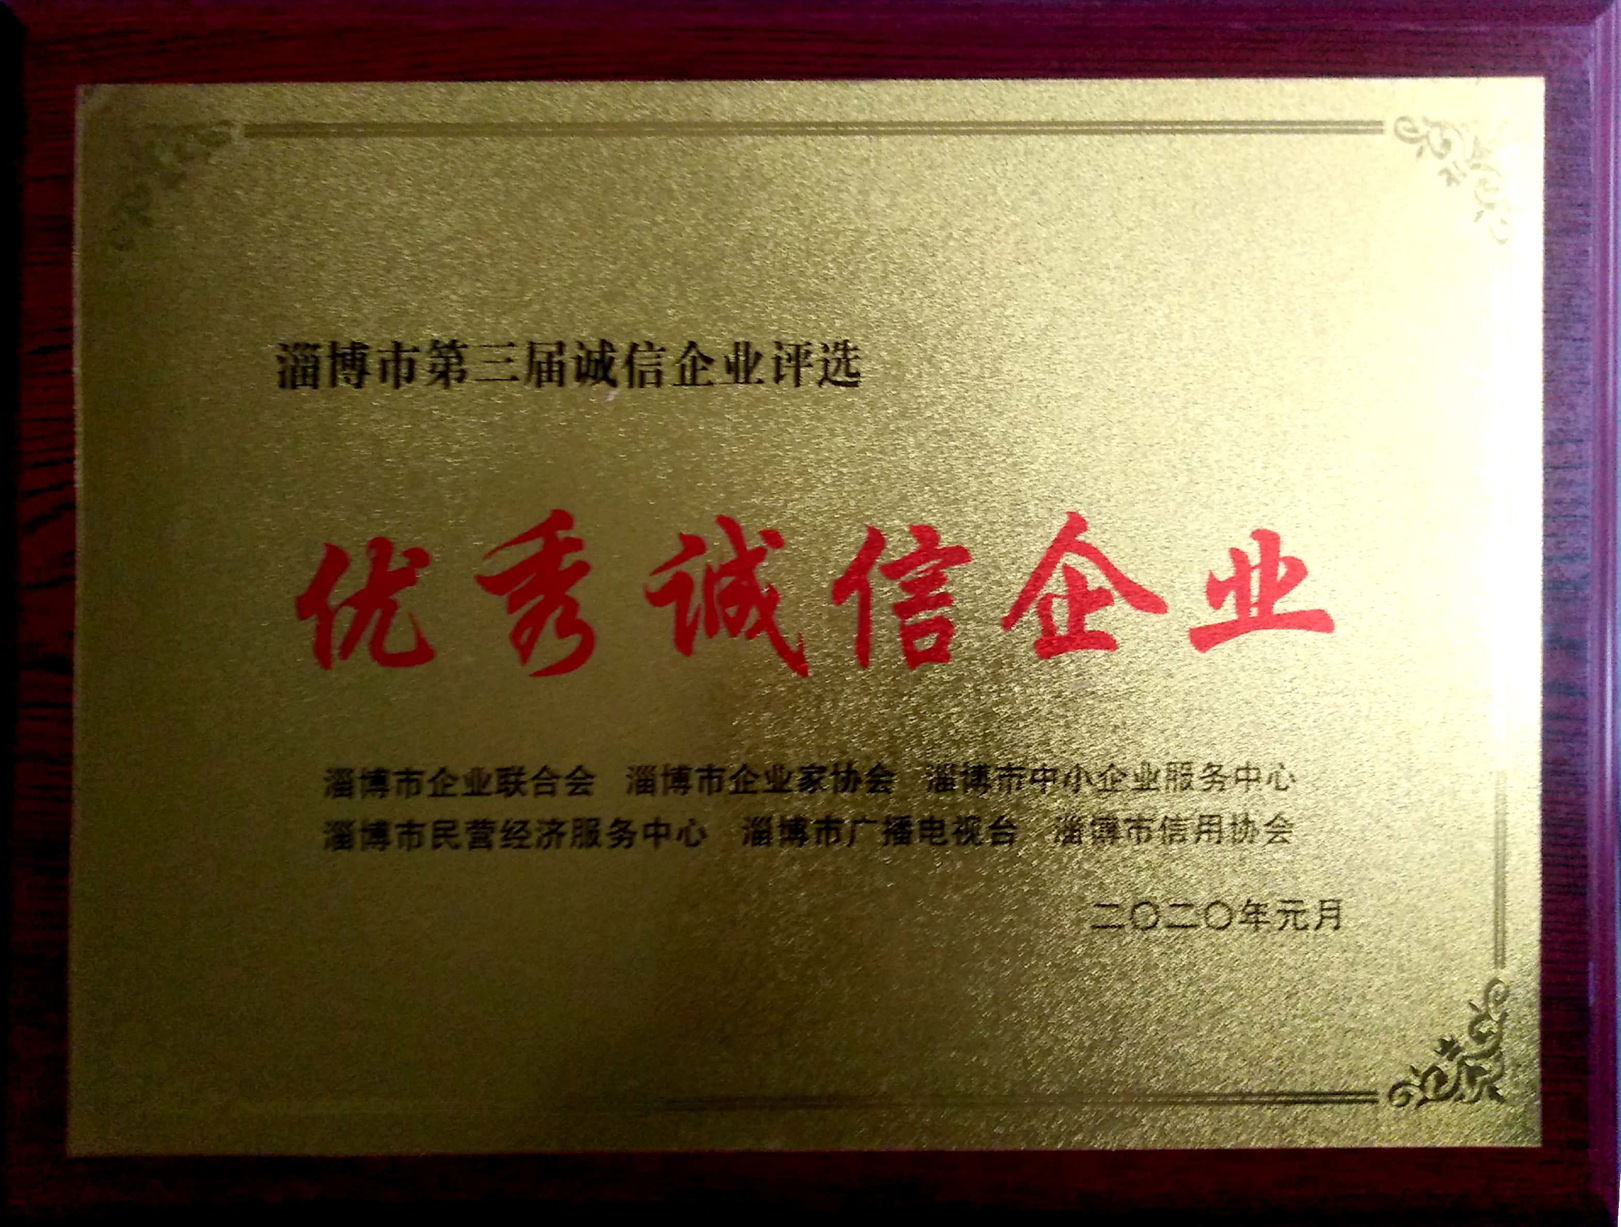 淄博市第三届诚信企业评选
优秀诚信企业
淄博市企业联合会 淄博市企业家协会 淄博市中小企业服务中心
淄博市民营经济服务中心 淄博市广播电视台 淄博市信用协会
二〇二〇年元月